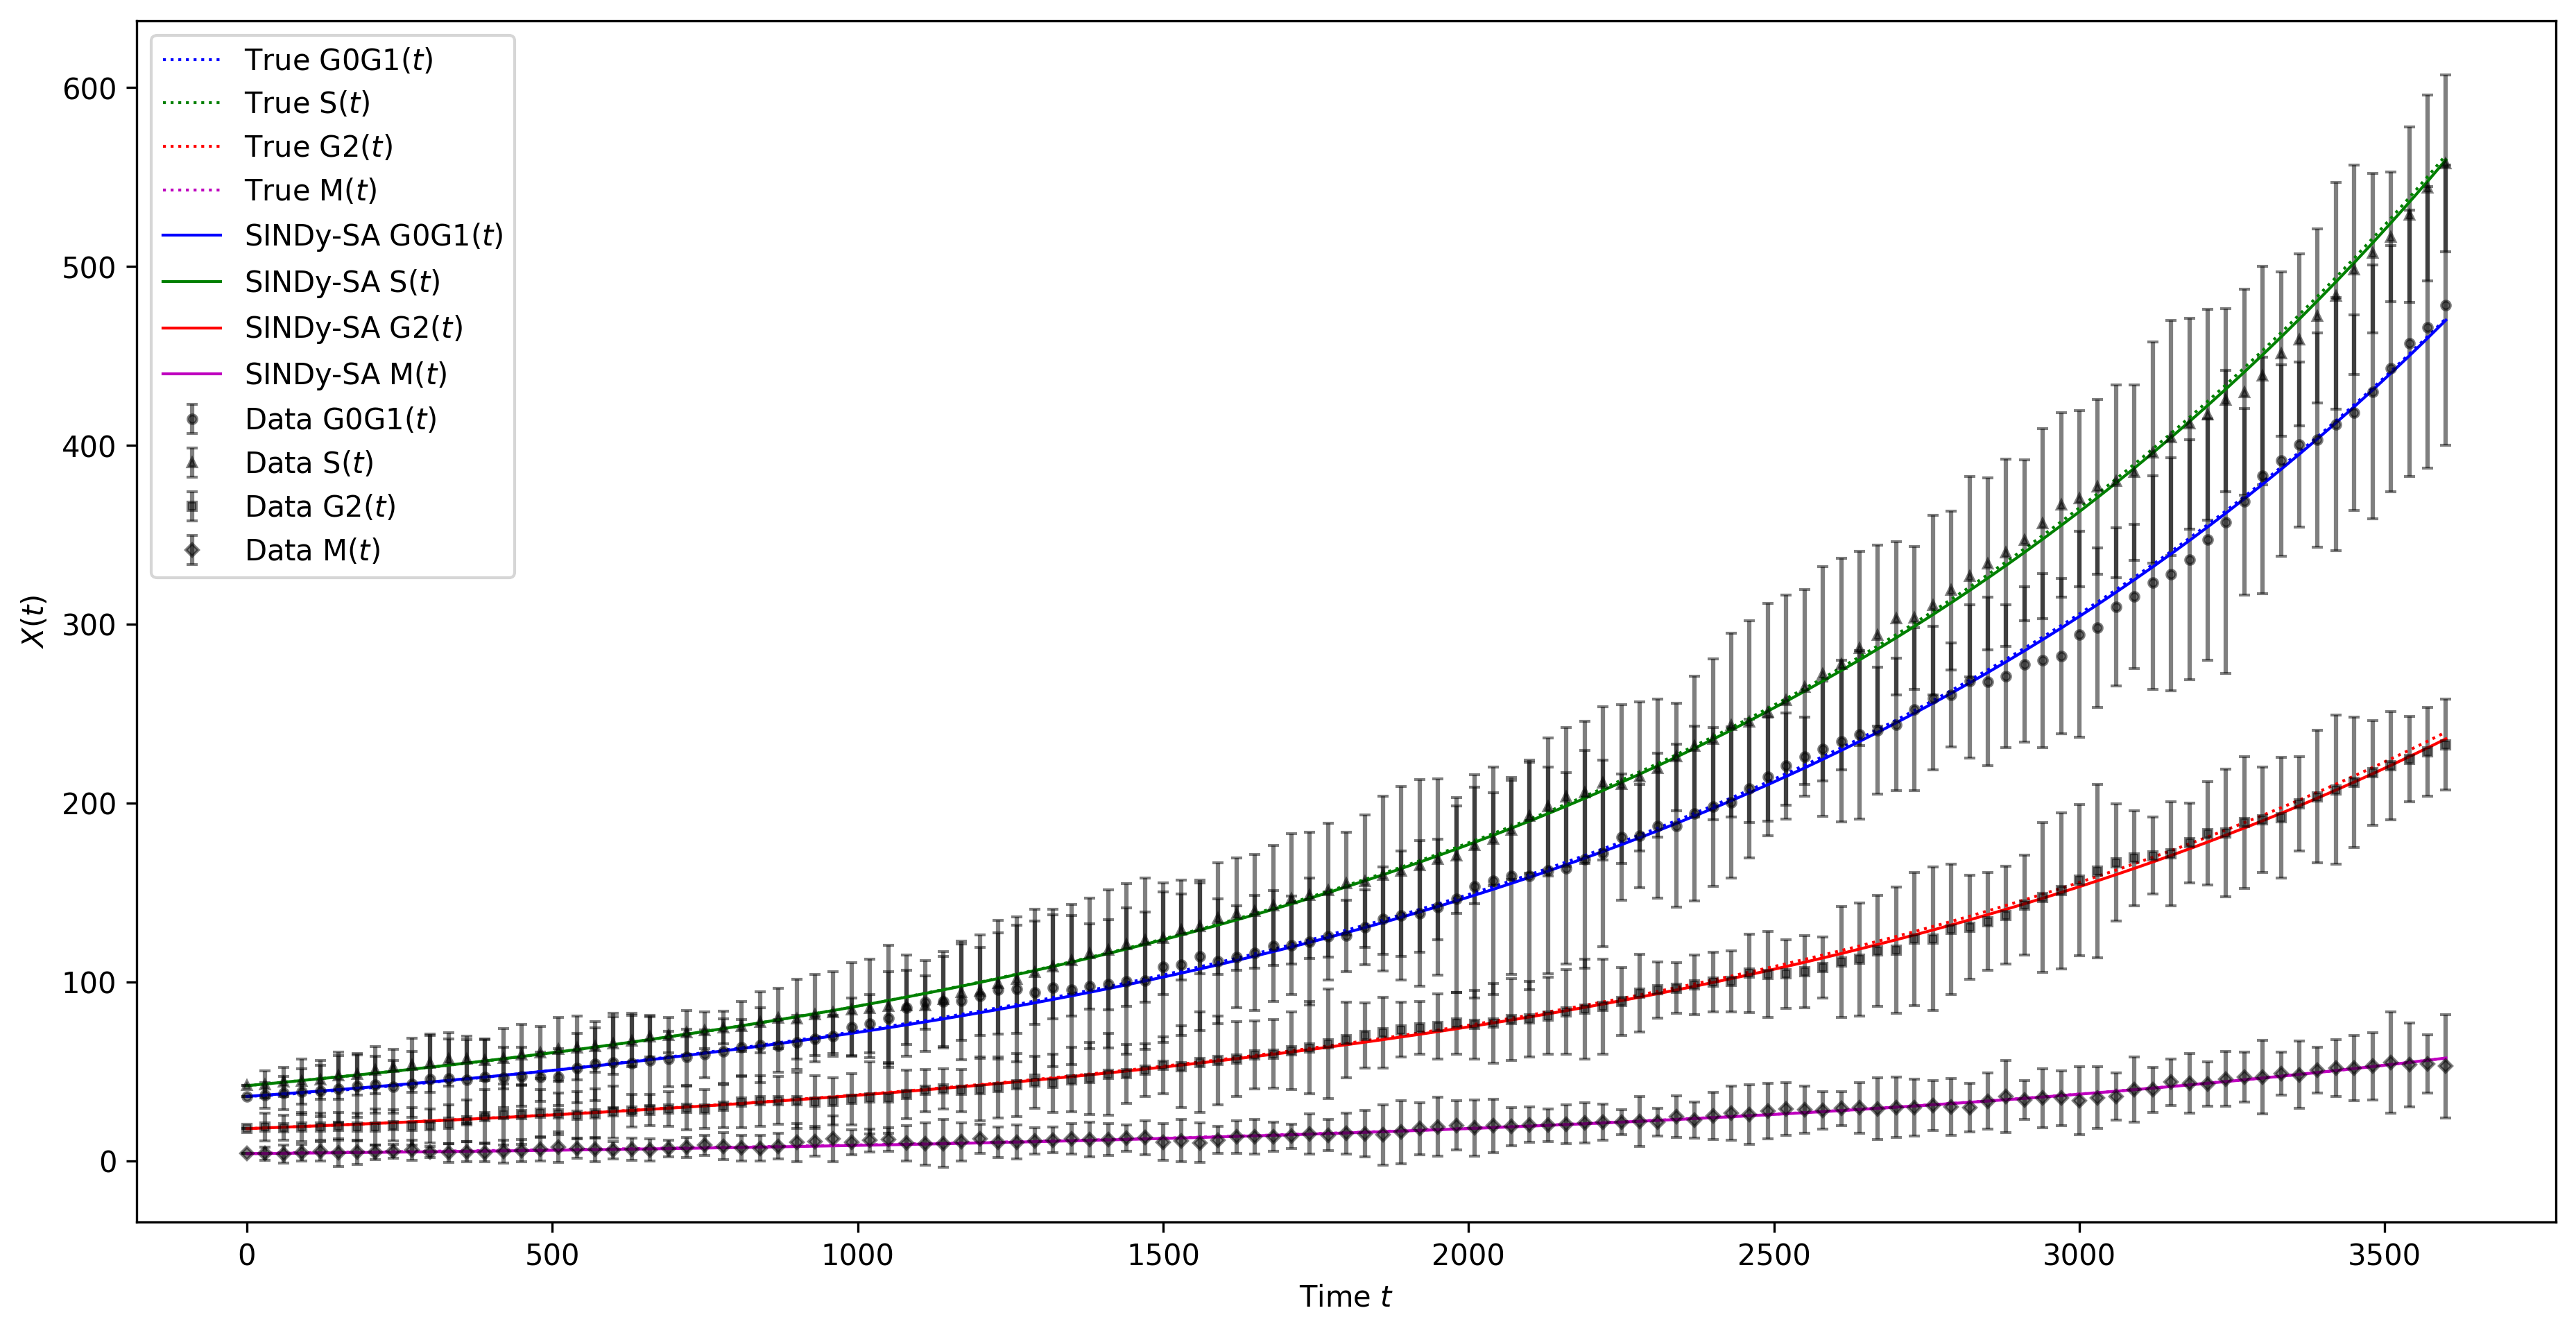 True G0G1(t)
True S(t)
True G2(t)
True M(t)
SINDy-SA G0G1(t)
SINDy-SA S(t)
SINDy-SA G2(t)
SINDy-SA M(t)
Data G0G1(t)
Data S(t)
Data G2(t)
Data M(t)
600
500
400
300
200
100
0
X(t)
0 500 1000 1500 2000 2500 3000 3500
Time t